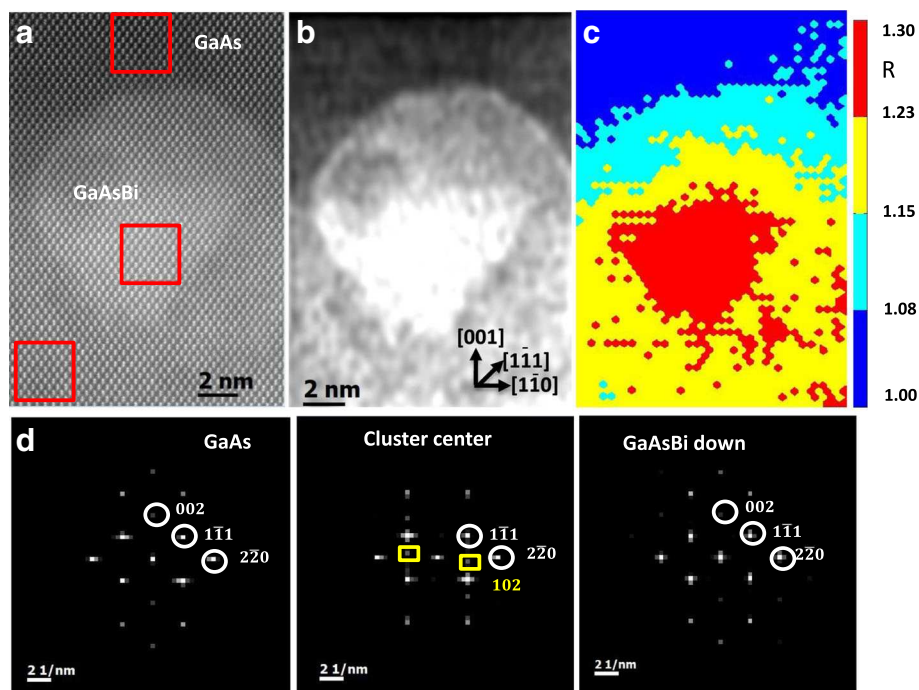 a
GaAs
GaAsBi
2 nm
b
[001]
[11̄1]
[11̄0]
2 nm
c
1.30
R
1.23
1.15
1.08
1.00
d
GaAs
002
11̄1
22̄0
2 1/nm
Cluster center
11̄1
22̄0
102
2 1/nm
GaAsBi down
002
11̄1
22̄0
2 1/nm